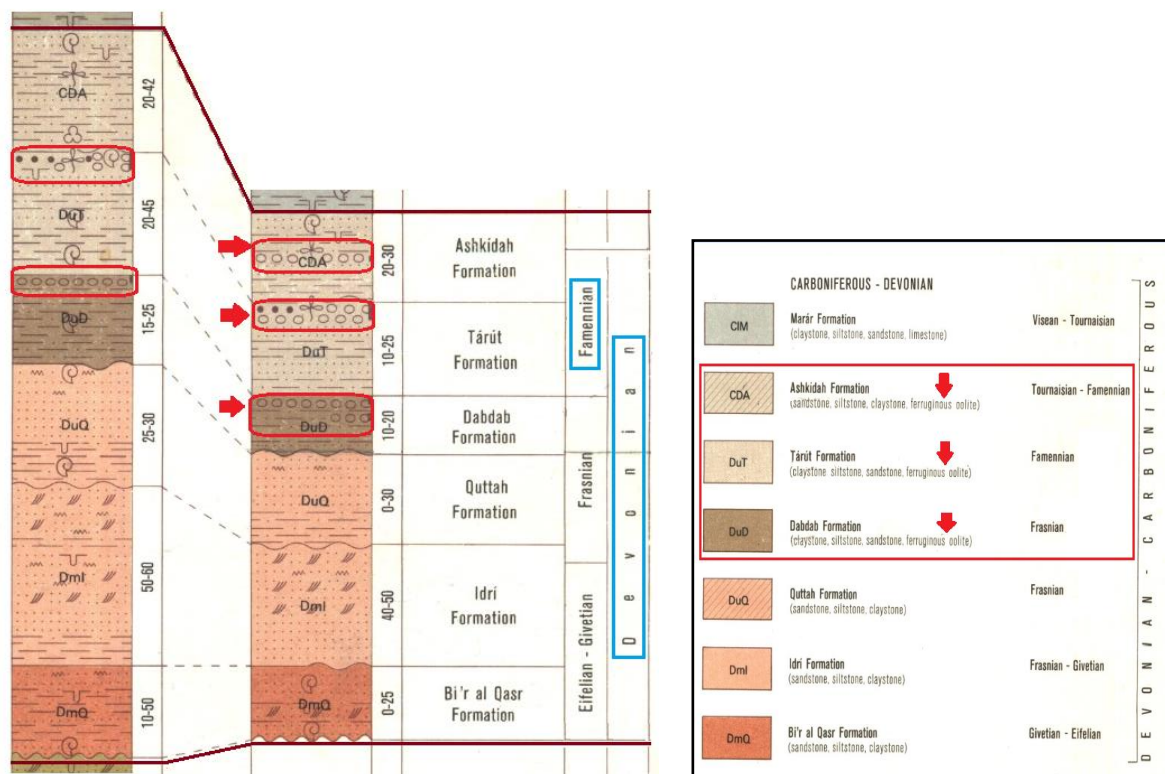 CDA
20-42
DuT
20-45
DuD
15-25
DuQ
25-30
DmI
50-60
DmQ
10-50
CDA
20-30
Ashkidah
Formation
DuT
10-25
Tárút
Formation
DuD
10-20
Dabdab
Formation
DuQ
0-30
Quttah
Formation
DmI
40-50
Idrí
Formation
DmQ
0-25
Bi'r al Qasr
Formation
Famennian
Frasnian
Eifelian - Givetian
Devonian
CARBONIFEROUS - DEVONIAN
CIM
Marár Formation
(claystone, siltstone, sandstone, limestone)
Visean - Tournaisian
CDA
Ashkidah Formation
(sandstone, siltstone, claystone, ferruginous oolite)
Tournaisian - Famennian
DuT
Tárút Formation
(claystone, siltstone, sandstone, ferruginous oolite)
Famennian
DuD
Dabdab Formation
(claystone, siltstone, sandstone, ferruginous oolite)
Frasnian
DuQ
Quttah Formation
(sandstone, siltstone, claystone)
Frasnian
DmI
Idrí Formation
(sandstone, siltstone, claystone)
Frasnian - Givetian
DmQ
Bi'r al Qasr Formation
(sandstone, siltstone, claystone)
Givetian - Eifelian
DEVONIAN - CARBONIFEROUS